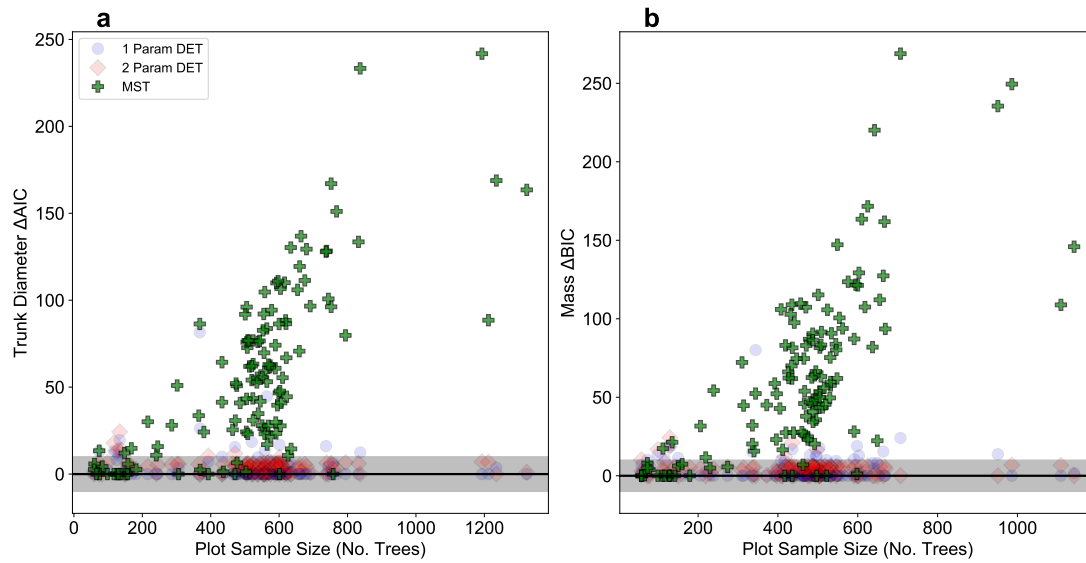 a
b
250
200
150
100
50
0
Trunk Diameter ΔAIC
1 Param DET
2 Param DET
MST
0
200
400
600
800
1000
1200
Plot Sample Size (No. Trees)
250
200
150
100
50
0
Mass ΔBIC
200
400
600
800
1000
Plot Sample Size (No. Trees)